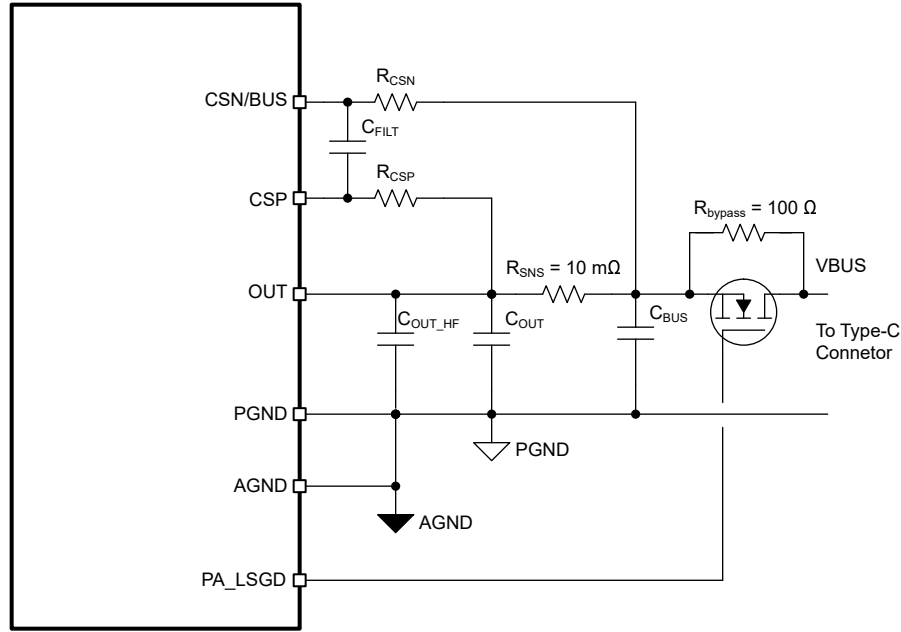 CSN/BUS
R_CSN
C_FILT
CSP
R_CSP
R_bypass = 100 Ω
VBUS
R_SNS = 10 mΩ
OUT
C_OUT_HF
C_OUT
C_BUS
To Type-C
Connetor
PGND
PGND
AGND
AGND
PA_LSGD